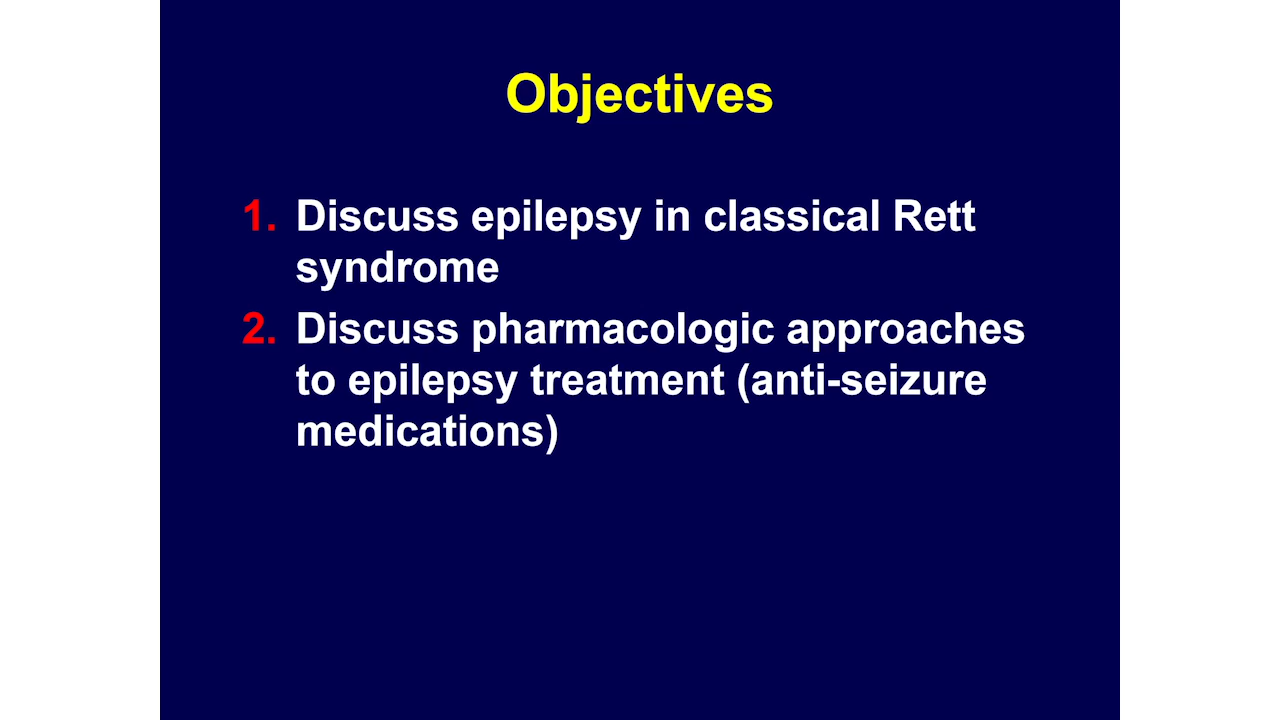 Objectives
1. Discuss epilepsy in classical Rett
syndrome
2. Discuss pharmacologic approaches
to epilepsy treatment (anti-seizure
medications)